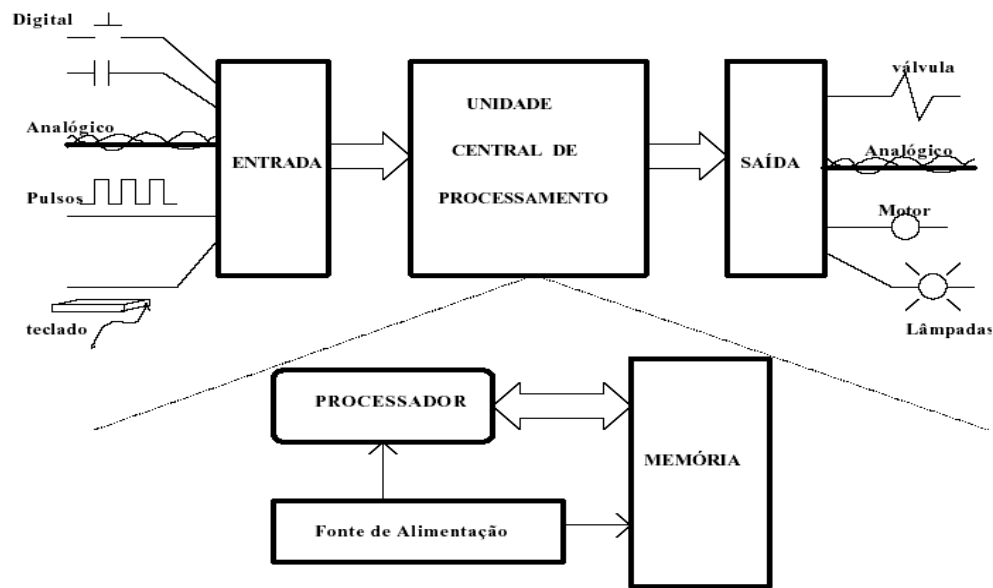 Digital
Analógico
Pulsos
teclado
ENTRADA
UNIDADE
CENTRAL DE
PROCESSAMENTO
SAÍDA
válvula
Analógico
Motor
Lâmpadas
PROCESSADOR
MEMÓRIA
Fonte de Alimentação